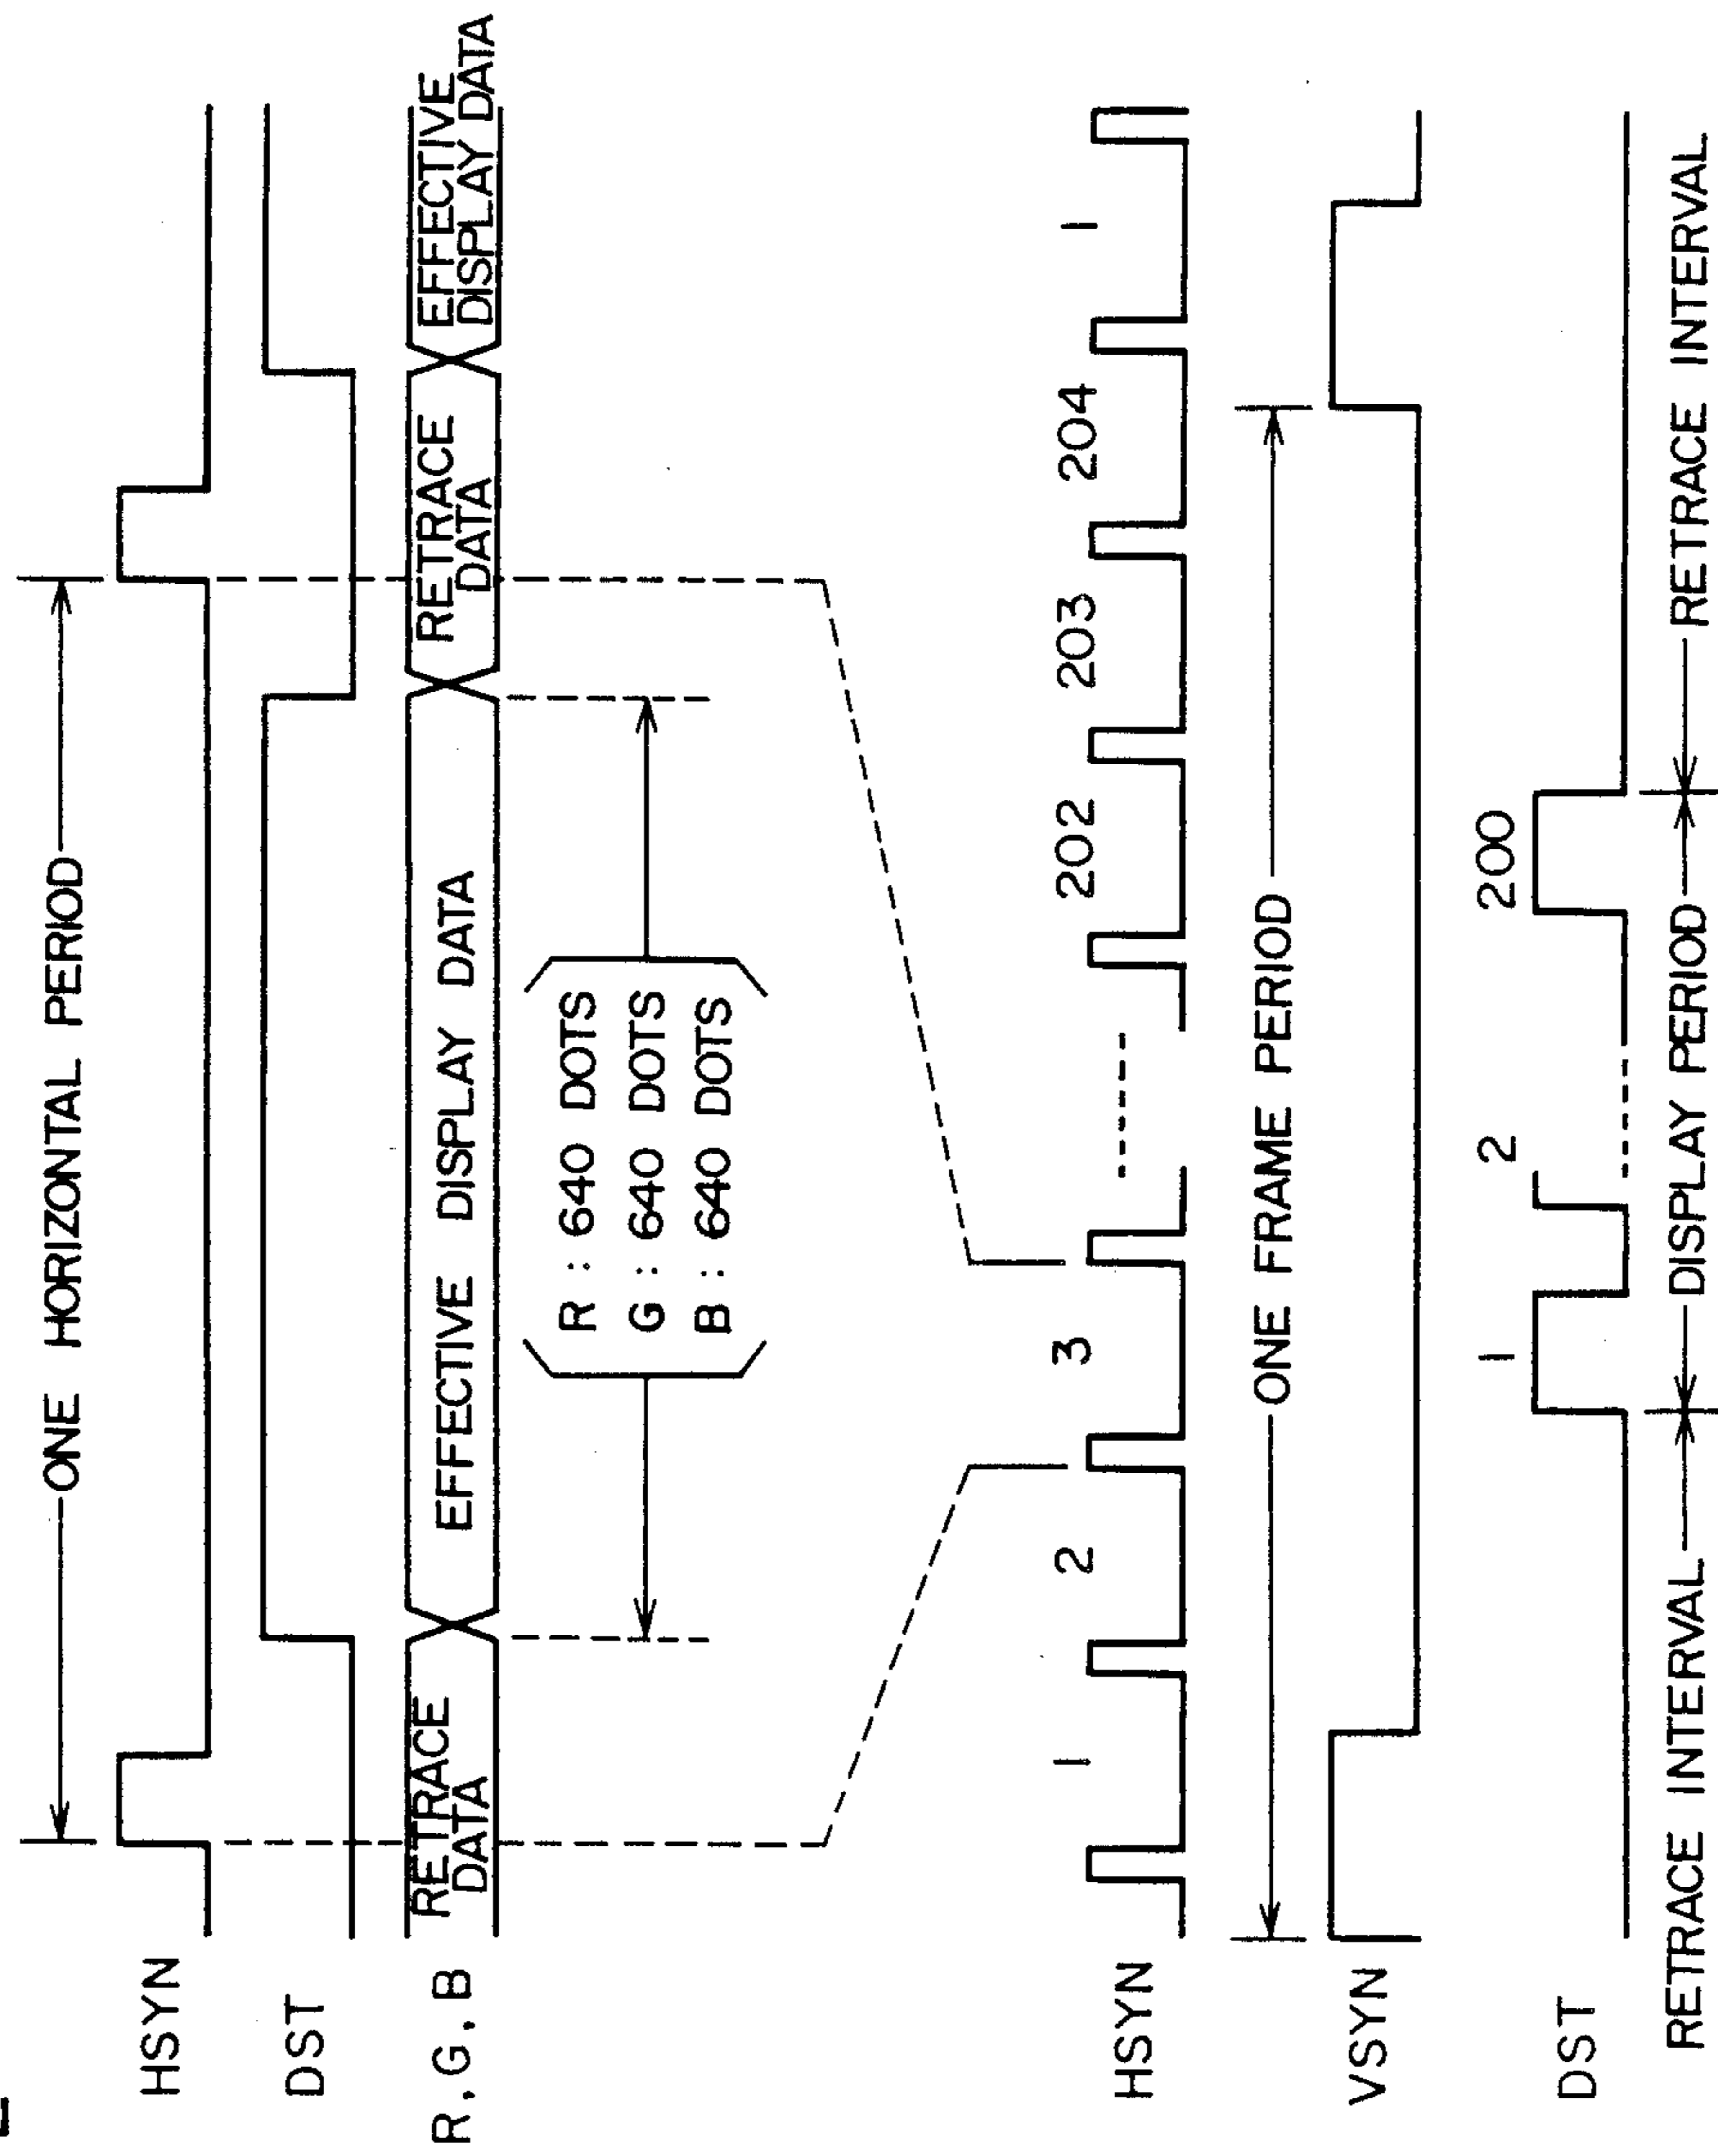 ONE HORIZONTAL PERIOD
HSYN
DST
R, G, B
RETRACE
DATA
EFFECTIVE DISPLAY DATA
RETRACE
DATA
EFFECTIVE
DISPLAY DATA
R : 640 DOTS
G : 640 DOTS
B : 640 DOTS
HSYN
1 2 3 202 203 204 1
ONE FRAME PERIOD
VSYN
DST
1 2 200
RETRACE INTERVAL DISPLAY PERIOD RETRACE INTERVAL